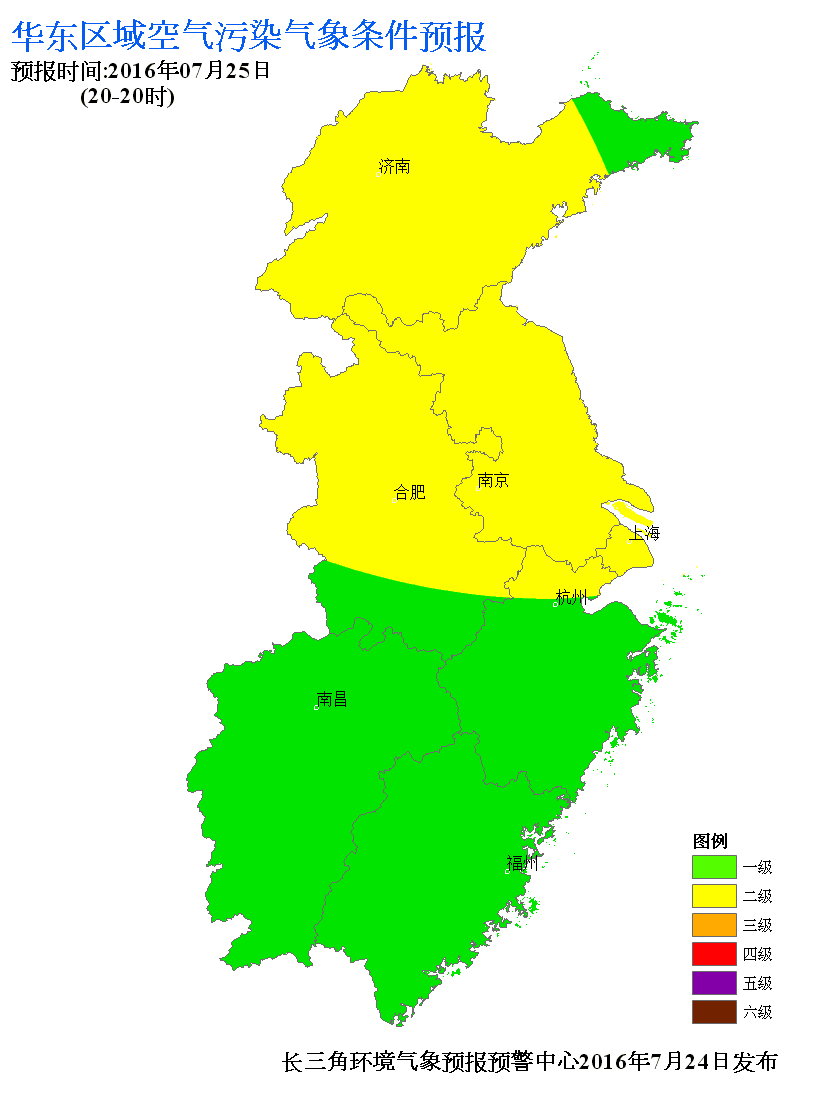 华东区域空气污染气象条件预报
预报时间:2016年07月25日
(20-20时)
济南
南京
合肥
上海
杭州
南昌
福州
图例
一级
二级
三级
四级
五级
六级
长三角环境气象预报预警中心2016年7月24日发布